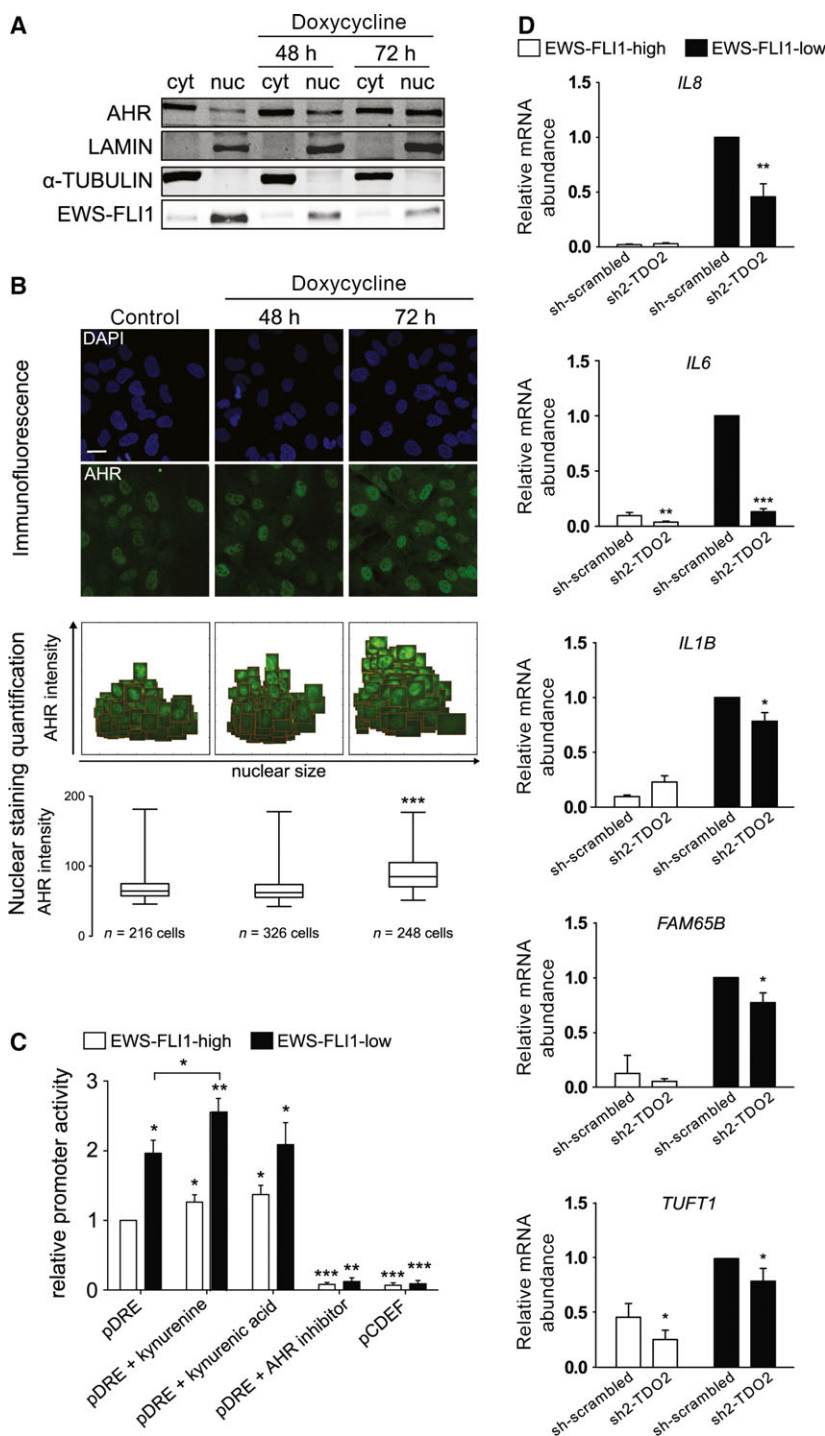 A
Doxycycline
48 h 72 h
cyt nuc cyt nuc cyt nuc
AHR
LAMIN
α-TUBULIN
EWS-FLI1
B
Doxycycline
Control 48 h 72 h
Immunofluorescence
DAPI
AHR
Nuclear staining quantification
AHR intensity
nuclear size
AHR intensity
200
100
0
***
n = 216 cells n = 326 cells n = 248 cells
C
EWS-FLI1-high EWS-FLI1-low
relative promoter activity
3
2
1
0
*
* * ** * * *** ** *** ***
pDRE
pDRE + kynurenine
pDRE + kynurenic acid
pDRE + AHR inhibitor
pCDEF
D
EWS-FLI1-high EWS-FLI1-low
IL8
Relative mRNA
abundance
1.5
1.0
0.5
0.0
**
sh-scrambled sh2-TDO2 sh-scrambled sh2-TDO2
IL6
Relative mRNA
abundance
1.5
1.0
0.5
0.0
** ***
sh-scrambled sh2-TDO2 sh-scrambled sh2-TDO2
IL1B
Relative mRNA
abundance
1.5
1.0
0.5
0.0
*
sh-scrambled sh2-TDO2 sh-scrambled sh2-TDO2
FAM65B
Relative mRNA
abundance
1.5
1.0
0.5
0.0
*
sh-scrambled sh2-TDO2 sh-scrambled sh2-TDO2
TUFT1
Relative mRNA
abundance
1.5
1.0
0.5
0.0
* *
sh-scrambled sh2-TDO2 sh-scrambled sh2-TDO2